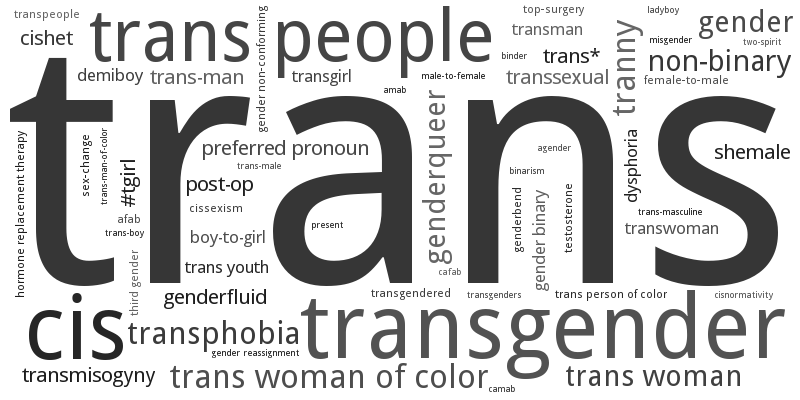 transpeople
cishet
trans people
top-surgery
ladyboy
gender
transman
misgender
two-spirit
tranny
trans*
binder
non-binary
demiboy
trans-man
gender non-conforming
transgirl
male-to-female
transsexual
female-to-male
amab
trans
hormone replacement therapy
sex-change
trans-man-of-color
#tgirl
preferred pronoun
trans-male
post-op
cissexism
afab
trans-boy
boy-to-girl
present
third gender
trans youth
genderfluid
genderqueer
cafab
agender
binarism
genderbend
gender binary
testosterone
dysphoria
shemale
trans-masculine
transwoman
transgendered
transgenders
trans person of color
cisnormativity
cis
transphobia
gender reassignment
transgender
transmisogyny
trans woman of color
camab
trans woman